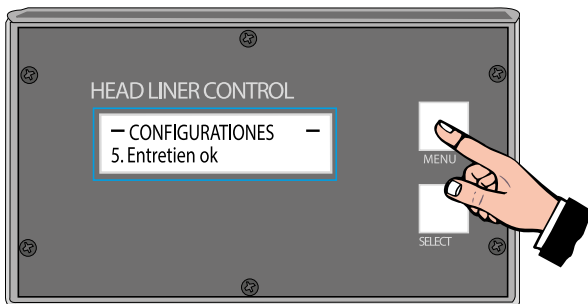 HEAD LINER CONTROL
– CONFIGURATIONES –
5. Entretien ok
MENU
SELECT